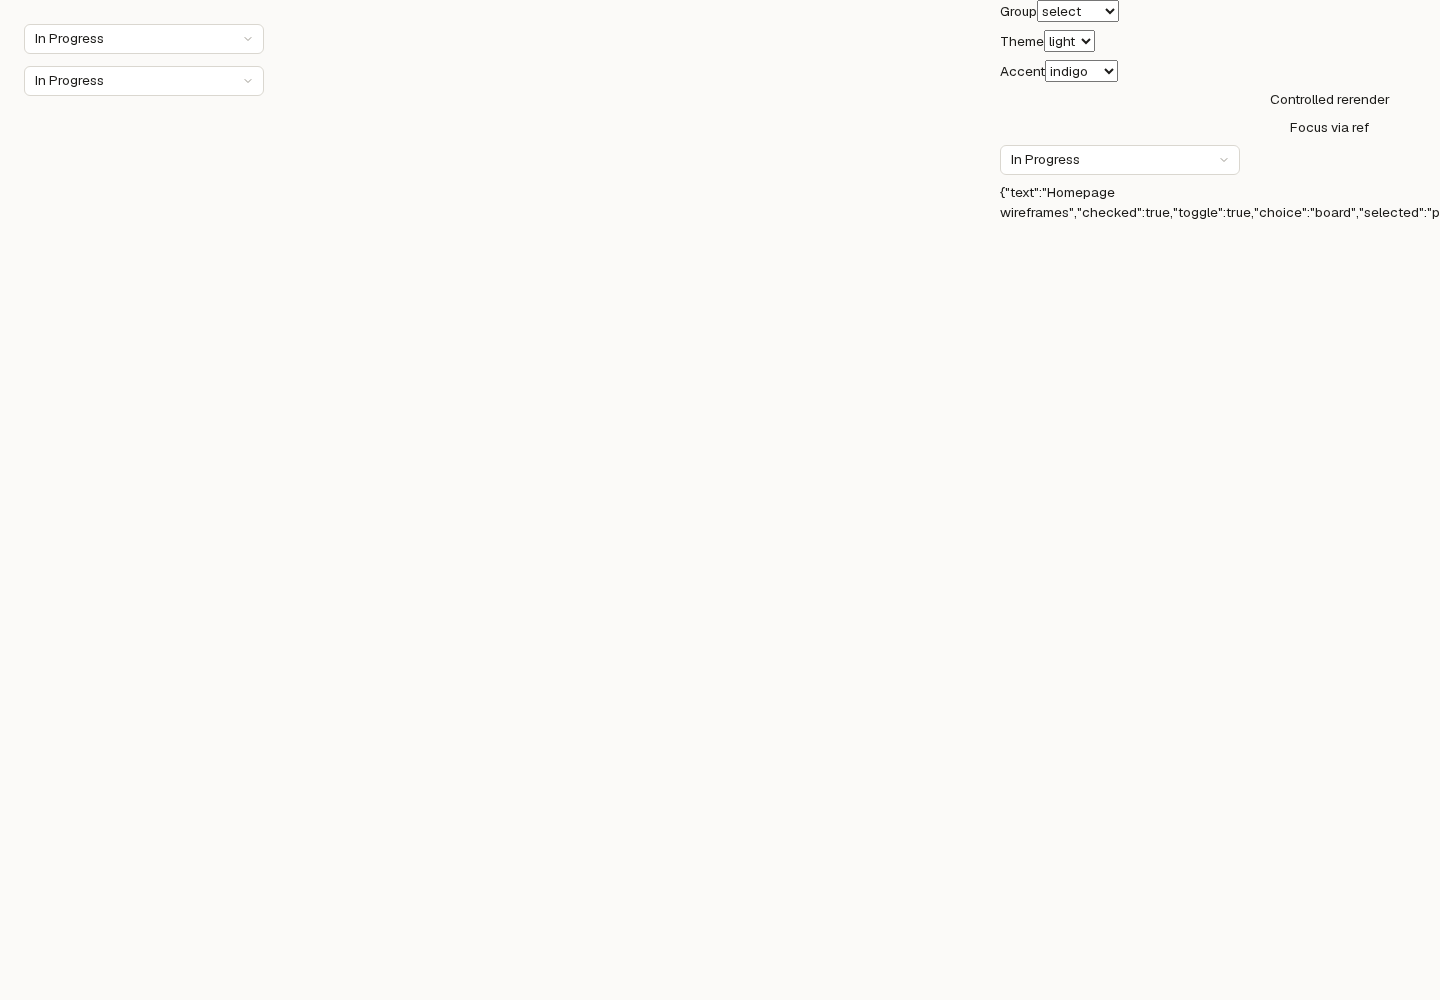 In Progress
In Progress
Group select
Theme light
Accent indigo
Controlled rerender
Focus via ref
In Progress
{"text":"Homepage
wireframes","checked":true,"toggle":true,"choice":"board","selected":"p